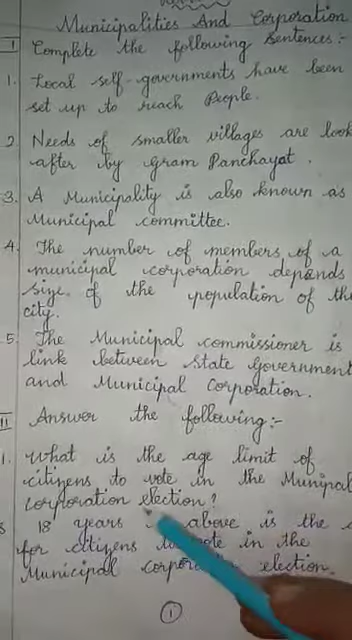 Municipalities And Corporation
I Complete the following sentences:-
1. Local self-governments have been
set up to reach People.
2. Needs of smaller villages are look
after by Gram Panchayat.
3. A Municipality is also known as
Municipal committee.
4. The number of members of a
municipal corporation depends
size of the population of the
city.
5. The Municipal commissioner is
link between State Government
and Municipal Corporation.
II Answer the following:-
1. What is the age limit of
citizens to vote in the Municipal
corporation election?
18 years above is the
for citizens to vote in the
Municipal election.
1